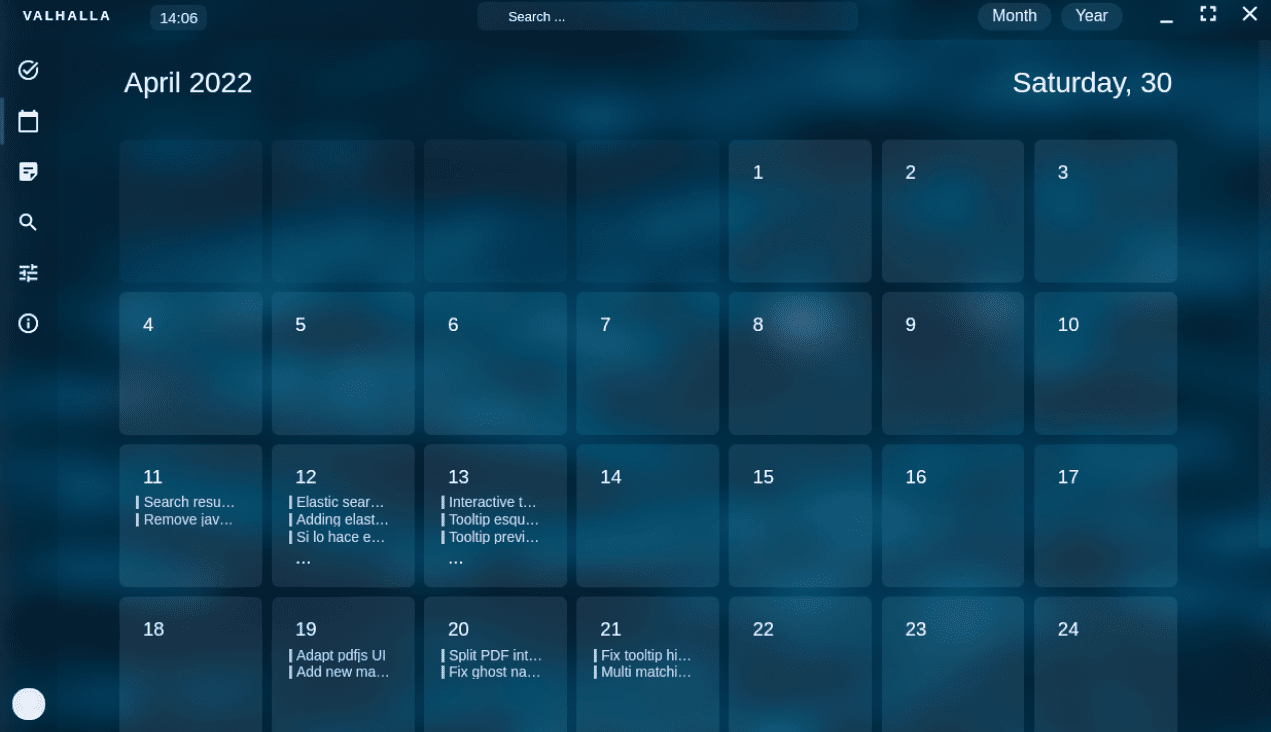 VALHALLA 14:06 Search ... Month Year
April 2022 Saturday, 30
1 2 3
4 5 6 7 8 9 10
11 12 13 14 15 16 17
Search resu... Elastic sear... Interactive t...
Remove jav... Adding elast... Tooltip esqu...
Si lo hace e... Tooltip previ...
... ...
18 19 20 21 22 23 24
Adapt pdfjs UI Split PDF int... Fix tooltip hi...
Add new ma... Fix ghost na... Multi matchi...